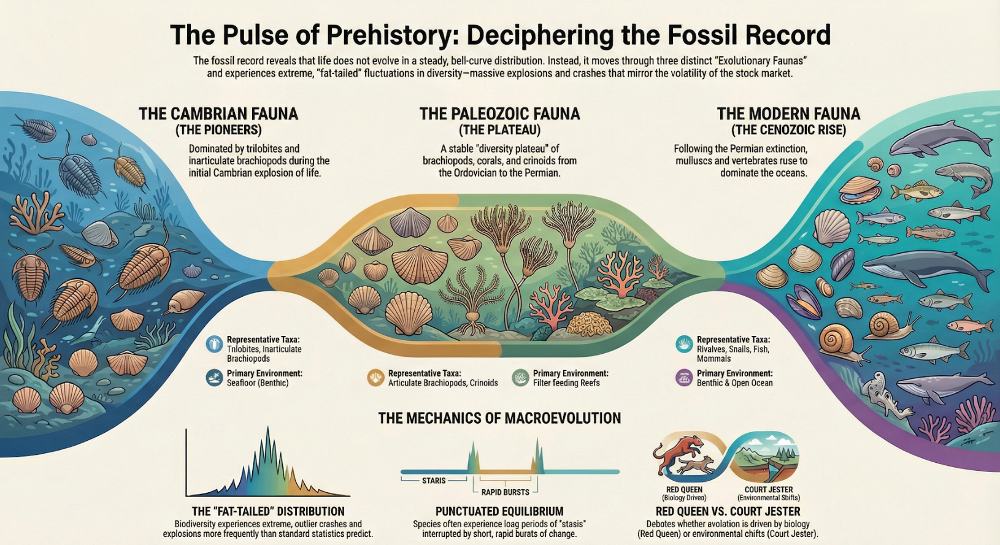 The Pulse of Prehistory: Deciphering the Fossil Record
The fossil record reveals that life does not evolve in a steady, bell-curve distribution. Instead, it moves through three distinct "Exolutionary Faunas"
and experiences extreme, "fat-tailed" fluctuations in diversity—massive explosions and crashes that mirror the volatility of the stock market.
THE CAMBRIAN FAUNA
(THE PIONEERS)
Dominated by trilobites and
inarticulate brachiopods during the
initial Cambrian explosion of life.
THE PALEOZOIC FAUNA
(THE PLATEAU)
A stable "diversity plateau" of
brachiopods, corals, and crinoids from
the Ordovician to the Permian.
THE MODERN FAUNA
(THE CENOZOIC RISE)
Following the Permian extinction,
mulluscs and vertebrates ruse to
dominate the oceans.
Representative Taxa:
Tnlobites, Inarticulate
Brachiopods
Primary Environment:
Seafloor (Benthic)
Representative Taxa:
Articulate Brachiopods, Crinoids
Primary Environment:
Filter feeding Reefs
Representative Taxa:
Rivalves, Snails, Fish,
Mommals
Primary Environment:
Benthic & Open Ocean
THE MECHANICS OF MACROEVOLUTION
THE "FAT-TAILED" DISTRIBUTION
Biodiversity experiences extreme, outlier crashes and
explosions more frequently than standard statistics predict.
STARIS
RAPID BURSTS
PUNCTUATED EQUILIBRIUM
Species often experience loag periods of "stasis"
interrupted by short, rapid burats of change.
RED QUEEN
(Biology Drivea)
COURT JESTER
(Environmental Shifts)
RED QUEEN VS. COURT JESTER
Debotes whether avolation is driven by biology
(Red Queen) or environmental chifts (Court Jester).